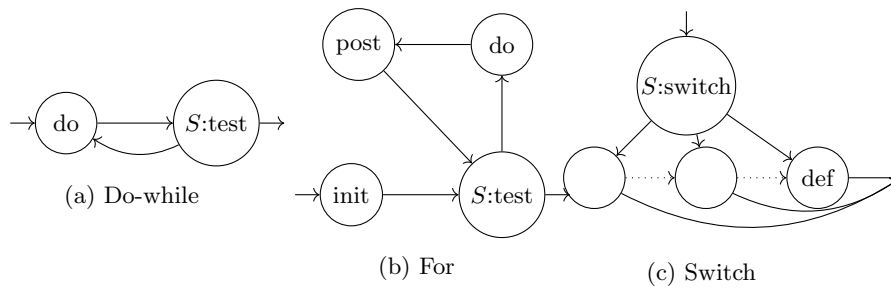 do
S:test
(a) Do-while
post
do
init
S:test
(b) For
S:switch
def
(c) Switch